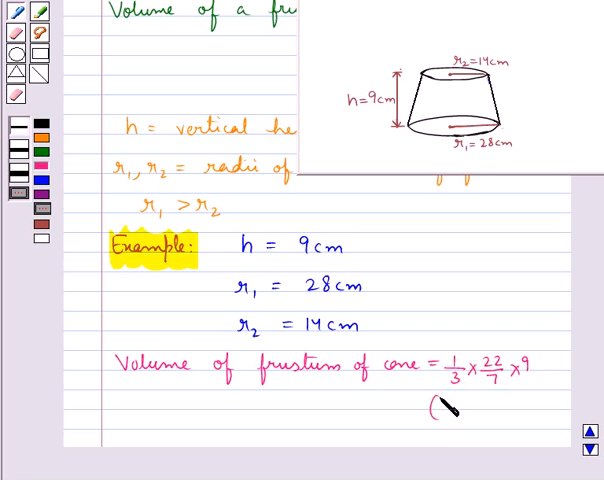 Volume of a fru
r₂=14cm
h=9cm
r₁=28cm
h = vertical he
r₁, r₂ = radii of
r₁ > r₂
Example: h = 9cm
r₁ = 28cm
r₂ = 14cm
Volume of frustum of cone = 1/3 × 22/7 × 9
(